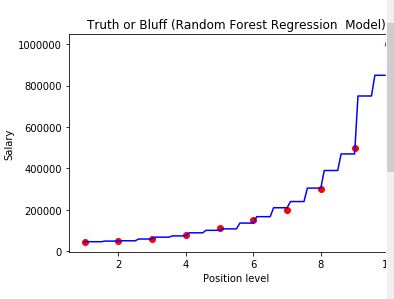 Truth or Bluff (Random Forest Regression  Model)
1000000
800000
600000
400000
200000
0
Salary
2 4 6 8
Position level